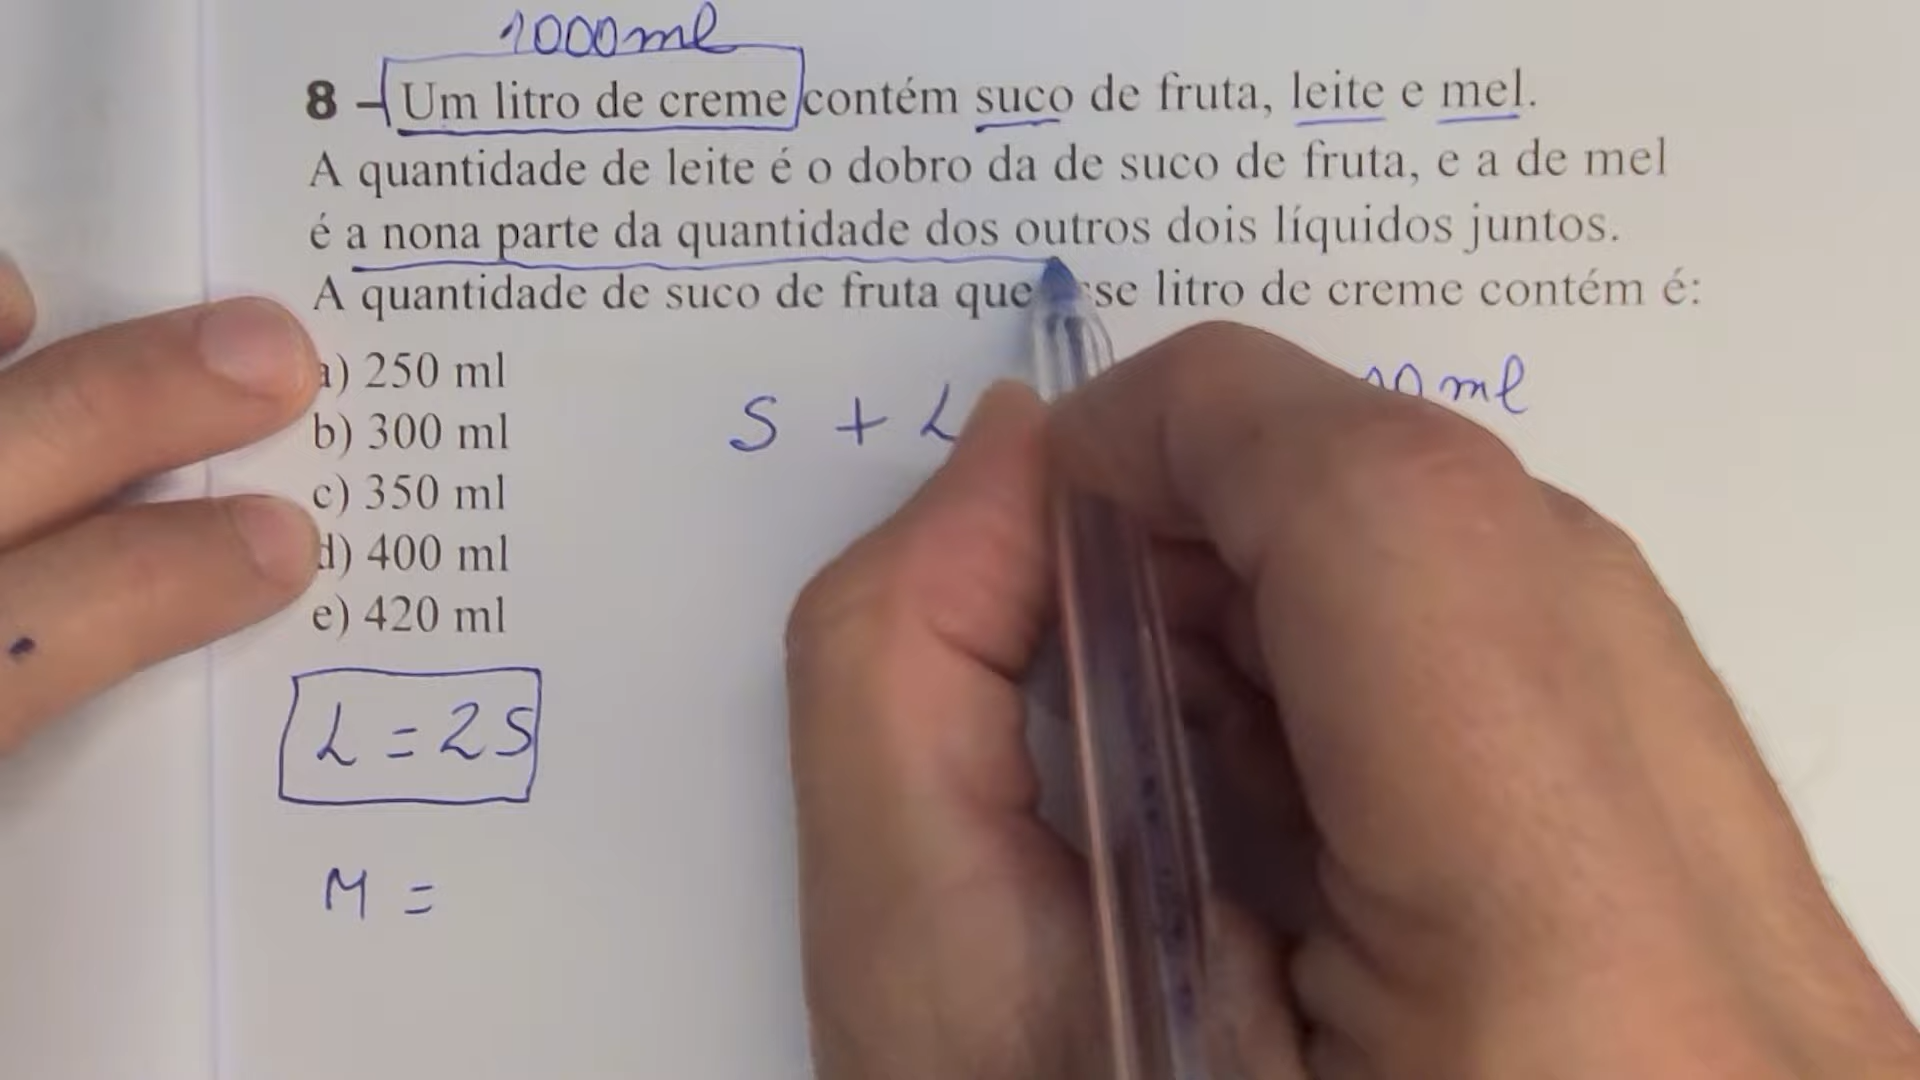 1000ml
8 – Um litro de creme contém suco de fruta, leite e mel.
A quantidade de leite é o dobro da de suco de fruta, e a de mel
é a nona parte da quantidade dos outros dois líquidos juntos.
A quantidade de suco de fruta que litro de creme contém é:
a) 250 ml
b) 300 ml
c) 350 ml
d) 400 ml
e) 420 ml
S + L
ml
L = 2S
M =